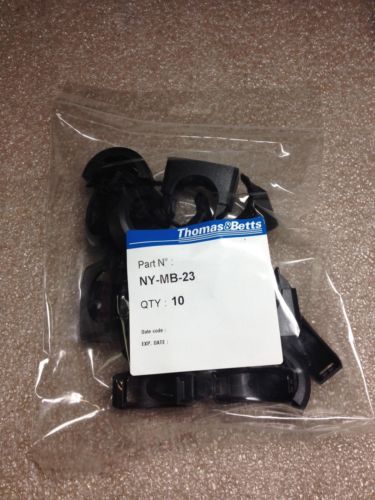 Thomas&Betts
Part N° :
NY-MB-23
QTY : 10
Date code :
EXP. DATE :